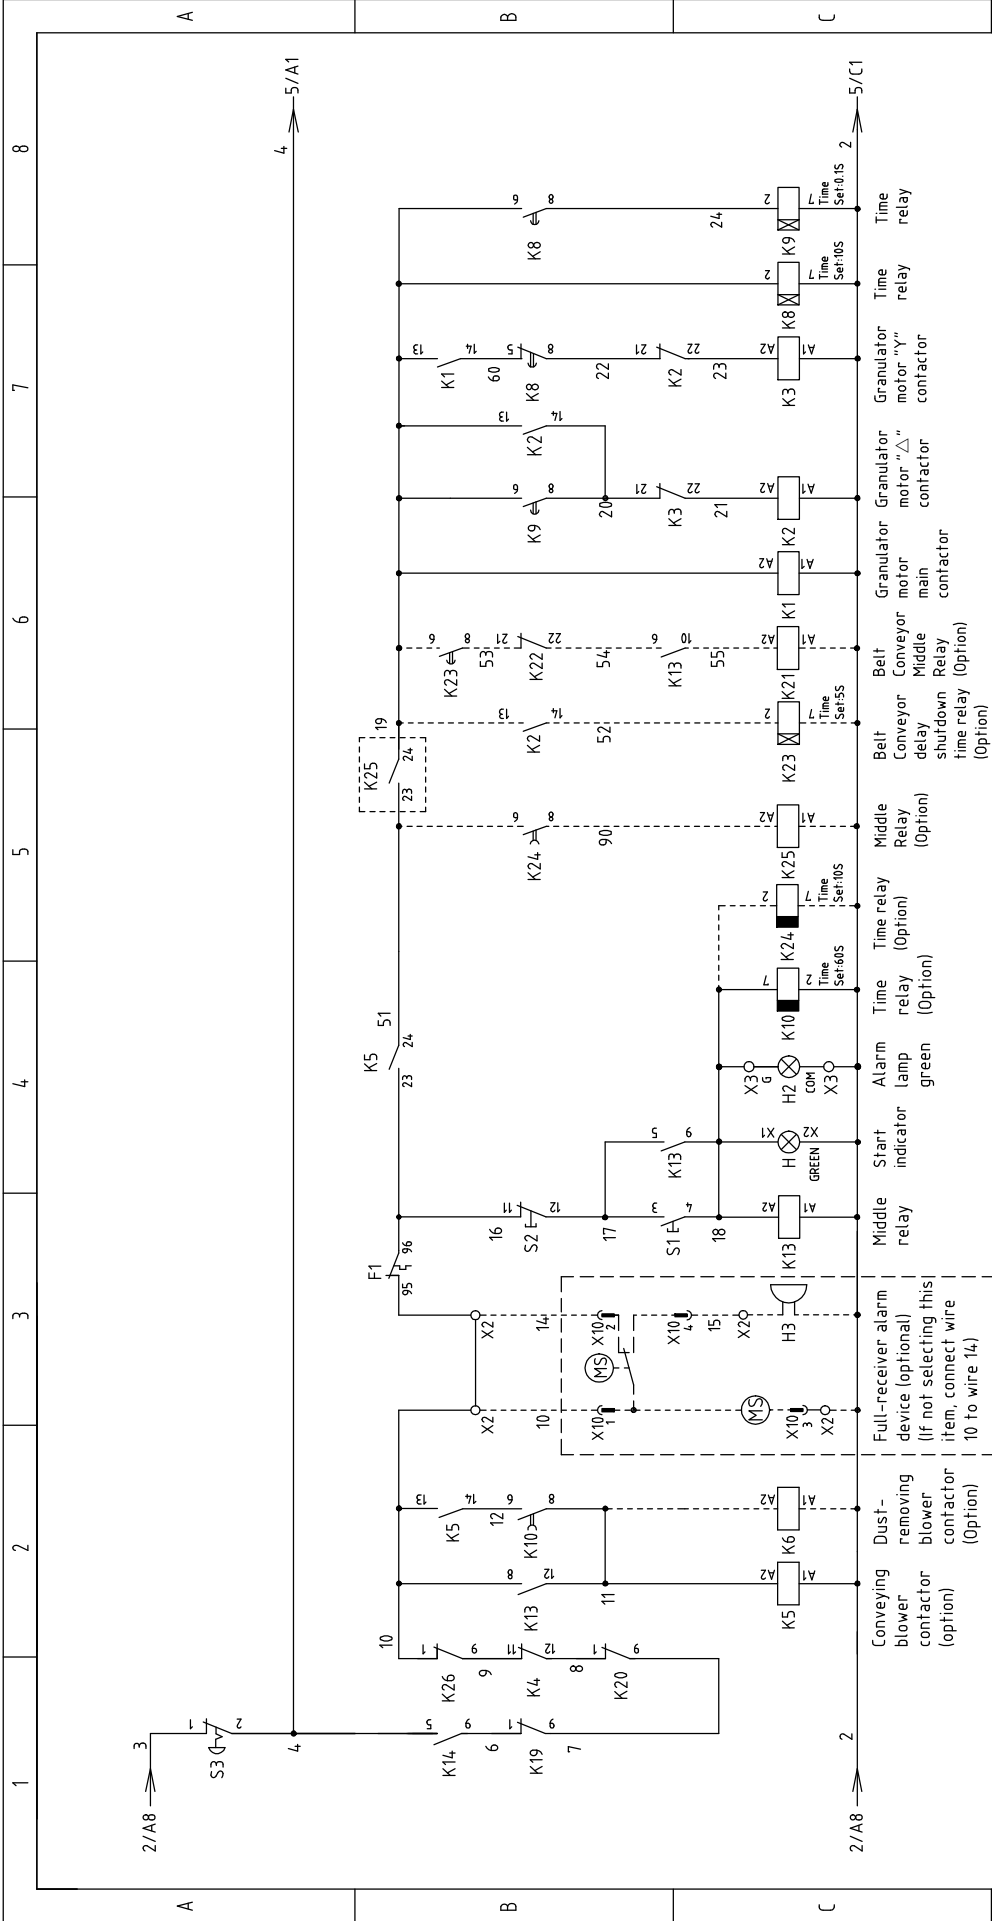 1
2
3
4
5
6
7
8
A
B
C
A
B
C
2/A8
3
S3
1
2
4
4
5/A1
K14
5
9
6
K19
1
9
7
K26
1
9
9
K4
11
12
8
K20
1
9
10
K13
8
12
11
K5
13
14
12
K10
6
8
K5
A2
A1
K6
A2
A1
X2
10
X10
1
MS
X10
3
X2
X2
14
X10
2
MS
X10
4
15
X2
H3
F1
95
96
16
S2
11
12
17
S1
3
4
18
K13
5
9
K13
A2
A1
H
X1
X2
GREEN
X3
G
H2
COM
X3
K10
7
2
Time
Set:60S
K24
2
7
Time
Set:10S
K5
23
24
51
K24
6
8
90
K25
A2
A1
K25
23
24
19
K2
13
14
52
K23
2
7
Time
Set:5S
K23
6
8
53
K22
21
22
54
K13
6
10
55
K21
A2
A1
K1
A2
A1
K9
6
8
20
K2
13
14
K3
21
22
21
K2
A2
A1
K1
13
14
60
K8
5
8
22
K2
21
22
23
K3
A2
A1
K8
2
7
Time
Set:10S
K8
6
8
24
K9
2
7
Time
Set:0.1S
2/A8
2
2
5/C1
Conveying
blower
contactor
(option)
Dust-
removing
blower
contactor
(Option)
Full-receiver alarm
device (optional)
(If not selecting this
item, connect wire
10 to wire 14)
Middle
relay
Start
indicator
Alarm
lamp
green
Time
relay
(Option)
Time relay
(Option)
Middle
Relay
(Option)
Belt
Conveyor
delay
shutdown
time relay
(Option)
Belt
Conveyor
Middle
Relay
(Option)
Granulator
motor
main
contactor
Granulator
motor "△"
contactor
Granulator
motor "Y"
contactor
Time
relay
Time
relay